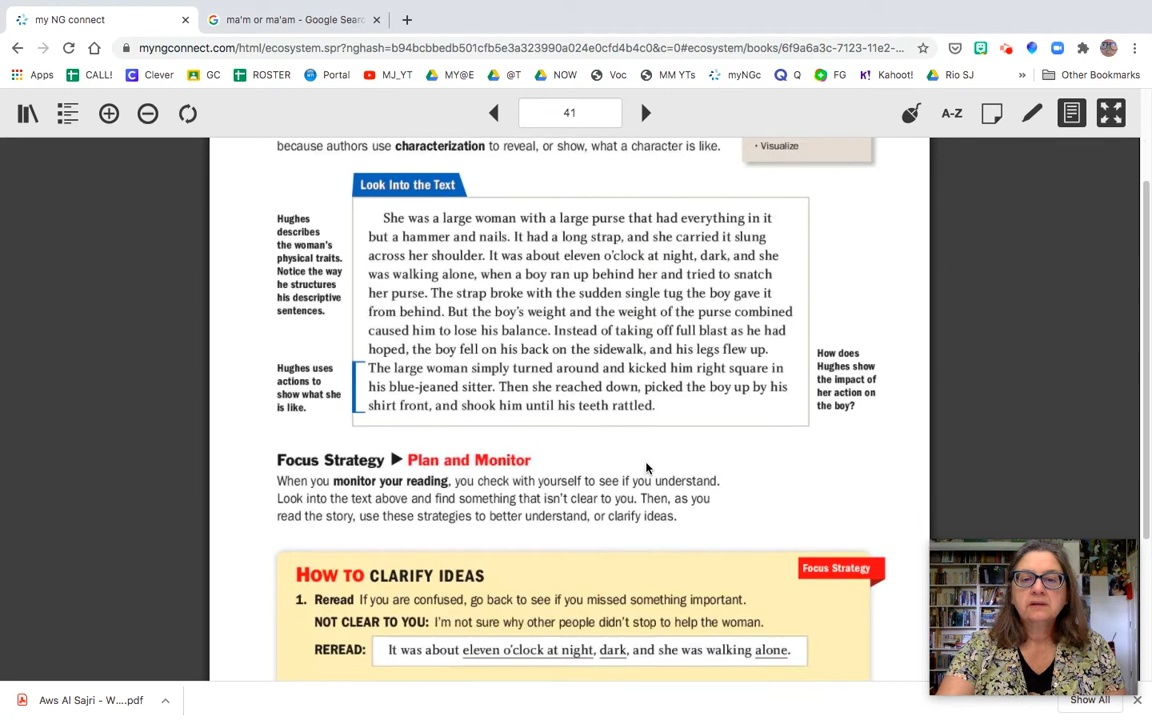 my NG connect
ma'm or ma'am - Google Searc
myngconnect.com/html/ecosystem.spr?nghash=b94bcbbedb501cfb5e3a323990a024e0cfd4b4c0&c=0#ecosystem/books/6f9a6a3c-7123-11e2-...
Apps CALL! Clever GC ROSTER Portal MJ_YT MY@E @T NOW Voc MM YTs myNGc Q FG Kahoot! Rio SJ » Other Bookmarks
41
A-Z
because authors use characterization to reveal, or show, what a character is like.
• Visualize
Look Into the Text
Hughes
describes
the woman's
physical traits.
Notice the way
he structures
his descriptive
sentences.
She was a large woman with a large purse that had everything in it
but a hammer and nails. It had a long strap, and she carried it slung
across her shoulder. It was about eleven o'clock at night, dark, and she
was walking alone, when a boy ran up behind her and tried to snatch
her purse. The strap broke with the sudden single tug the boy gave it
from behind. But the boy's weight and the weight of the purse combined
caused him to lose his balance. Instead of taking off full blast as he had
hoped, the boy fell on his back on the sidewalk, and his legs flew up.
The large woman simply turned around and kicked him right square in
his blue-jeaned sitter. Then she reached down, picked the boy up by his
shirt front, and shook him until his teeth rattled.
Hughes uses
actions to
show what she
is like.
How does
Hughes show
the impact of
her action on
the boy?
Focus Strategy ▶ Plan and Monitor
When you monitor your reading, you check with yourself to see if you understand.
Look into the text above and find something that isn't clear to you. Then, as you
read the story, use these strategies to better understand, or clarify ideas.
HOW TO CLARIFY IDEAS
Focus Strategy
1. Reread If you are confused, go back to see if you missed something important.
NOT CLEAR TO YOU: I'm not sure why other people didn't stop to help the woman.
REREAD: It was about eleven o'clock at night, dark, and she was walking alone.
Aws Al Sajri - W....pdf
Show All